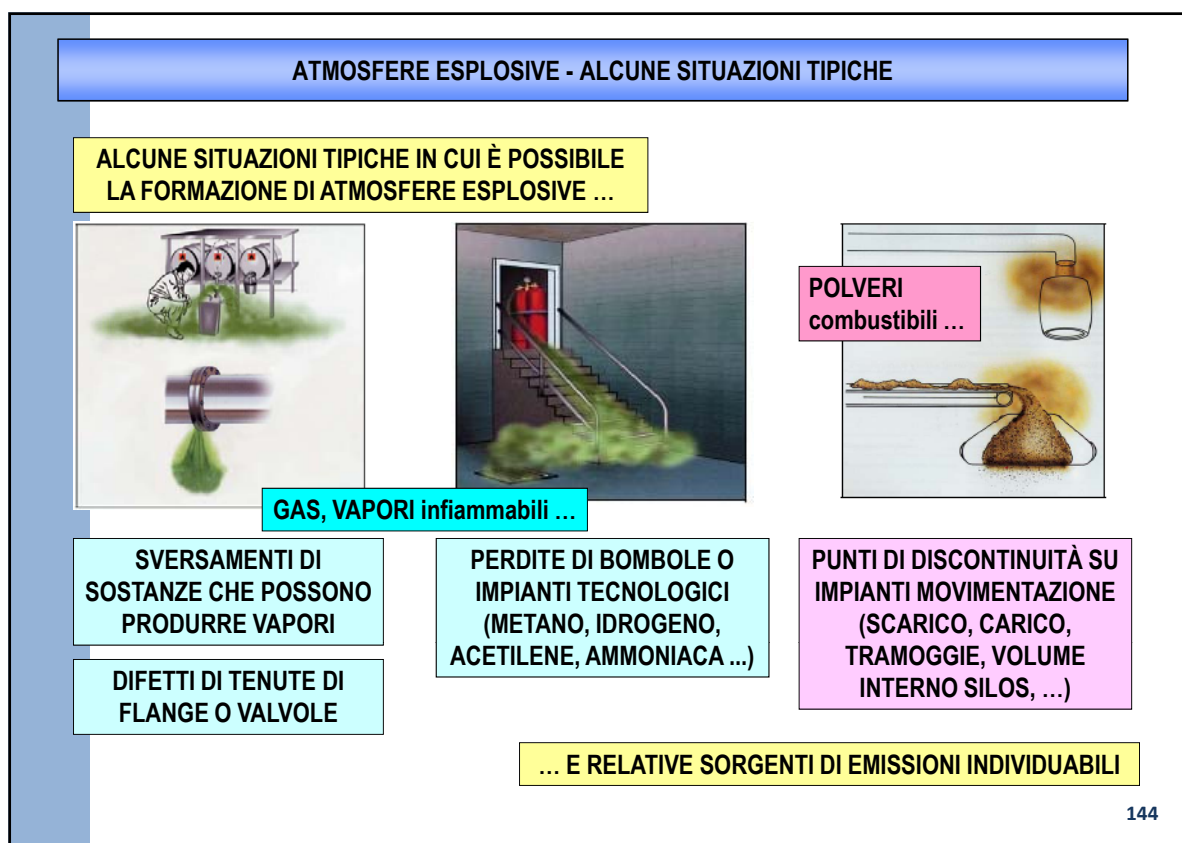 ATMOSFERE ESPLOSIVE - ALCUNE SITUAZIONI TIPICHE
ALCUNE SITUAZIONI TIPICHE IN CUI È POSSIBILE
LA FORMAZIONE DI ATMOSFERE ESPLOSIVE …
POLVERI
combustibili …
GAS, VAPORI infiammabili …
SVERSAMENTI DI
SOSTANZE CHE POSSONO
PRODURRE VAPORI
DIFETTI DI TENUTE DI
FLANGE O VALVOLE
PERDITE DI BOMBOLE O
IMPIANTI TECNOLOGICI
(METANO, IDROGENO,
ACETILENE, AMMONIACA ...)
PUNTI DI DISCONTINUITÀ SU
IMPIANTI MOVIMENTAZIONE
(SCARICO, CARICO,
TRAMOGGIE, VOLUME
INTERNO SILOS, …)
… E RELATIVE SORGENTI DI EMISSIONI INDIVIDUABILI
144